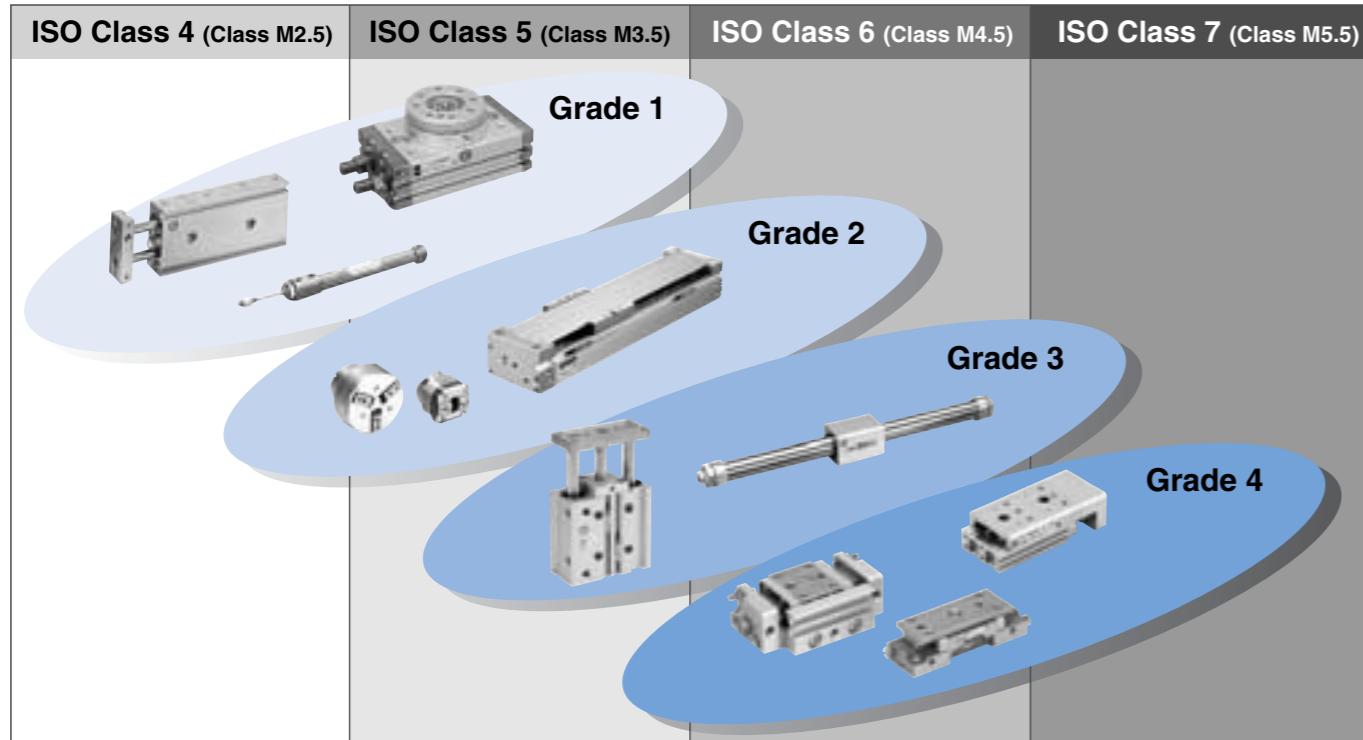 ISO Class 4 (Class M2.5)
ISO Class 5 (Class M3.5)
ISO Class 6 (Class M4.5)
ISO Class 7 (Class M5.5)
Grade 1
Grade 2
Grade 3
Grade 4